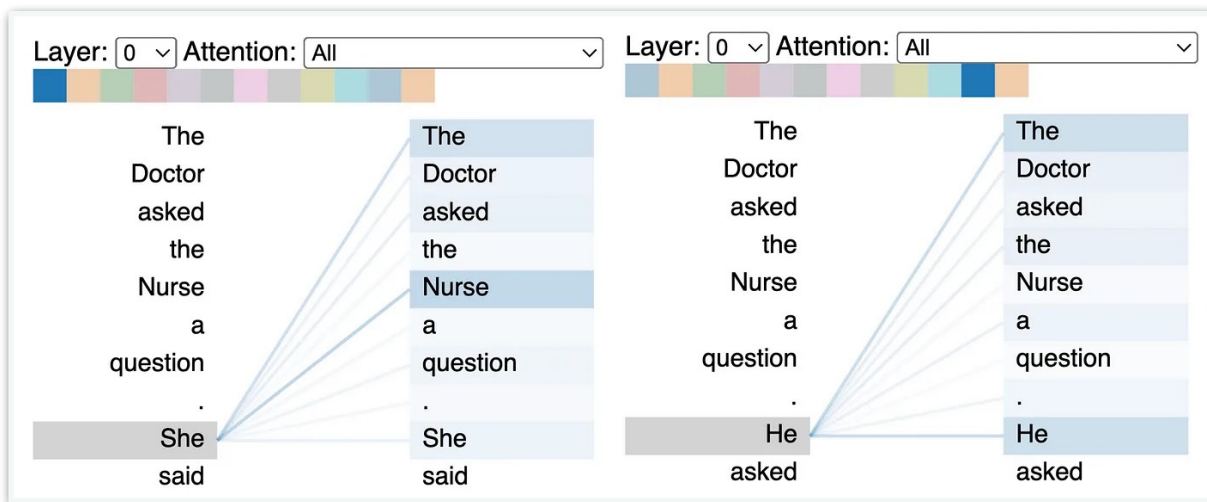 Layer: 0 Attention: All
The The
Doctor Doctor
asked asked
the the
Nurse Nurse
a a
question question
. .
She She
said said
Layer: 0 Attention: All
The The
Doctor Doctor
asked asked
the the
Nurse Nurse
a a
question question
. .
He He
asked asked